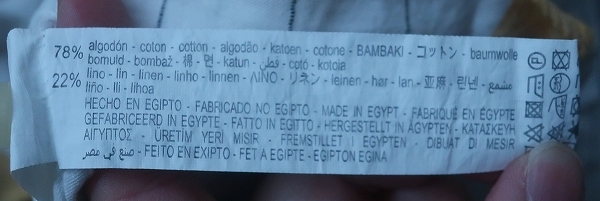 78% algodón - coton - cotton - algodão - katoen - cotone - BAMBAKI - コットン - baumwolle
bomuld - bombaž - 棉 - 면 - katun - قطن - cotó - kotoia
22% lino - lin - linen - linho - linnen - ΛΙΝΟ - リネン - leinen - hør - lan - 亚麻 - 린넨 - مشمع
liño - lli - lihoa
HECHO EN EGIPTO - FABRICADO NO EGIPTO - MADE IN EGYPT - FABRIQUÉ EN ÉGYPTE
GEFABRICEERD IN EGYPTE - FATTO IN EGITTO - HERGESTELLT IN ÄGYPTEN - ΚΑΤΑΣΚΕΥΗ
ΑΙΓΥΠΤΟΣ - ÜRETİM YERİ MISIR - FREMSTILLET I EGYPTEN - DIBUAT DI MESIR
صنع في مصر - FEITO EN EXIPTO - FET A EGIPTE - EGIPTON EGINA